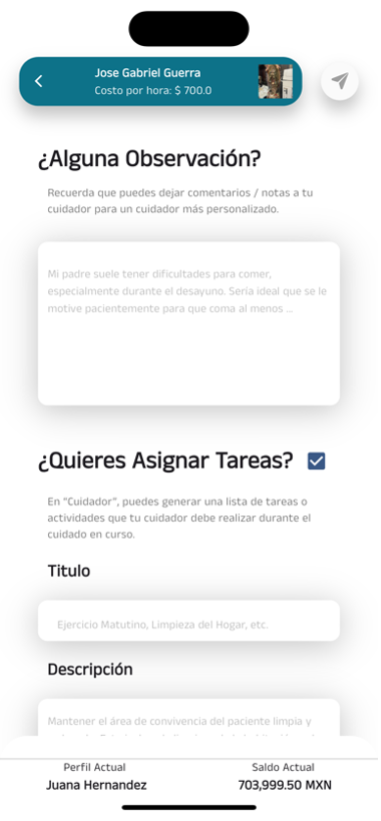 Jose Gabriel Guerra
Costo por hora: $ 700.0
¿Alguna Observación?
Recuerda que puedes dejar comentarios / notas a tu
cuidador para un cuidador más personalizado.
Mi padre suele tener dificultades para comer,
especialmente durante el desayuno. Sería ideal que se le
motive pacientemente para que coma al menos ...
¿Quieres Asignar Tareas?
En "Cuidador", puedes generar una lista de tareas o
actividades que tu cuidador debe realizar durante el
cuidado en curso.
Titulo
Ejercicio Matutino, Limpieza del Hogar, etc.
Descripción
Mantener el área de convivencia del paciente limpia y
Perfil Actual
Saldo Actual
Juana Hernandez
703,999.50 MXN